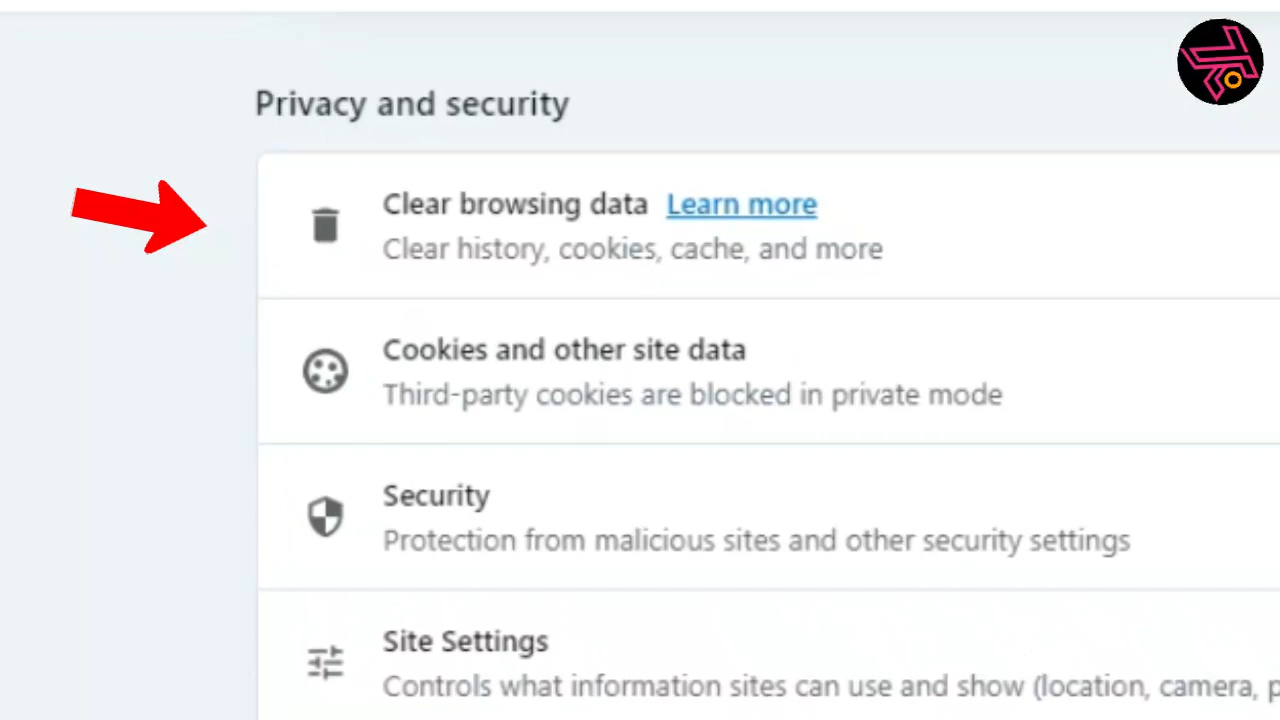 Privacy and security
Clear browsing data Learn more
Clear history, cookies, cache, and more
Cookies and other site data
Third-party cookies are blocked in private mode
Security
Protection from malicious sites and other security settings
Site Settings
Controls what information sites can use and show (location, camera, p